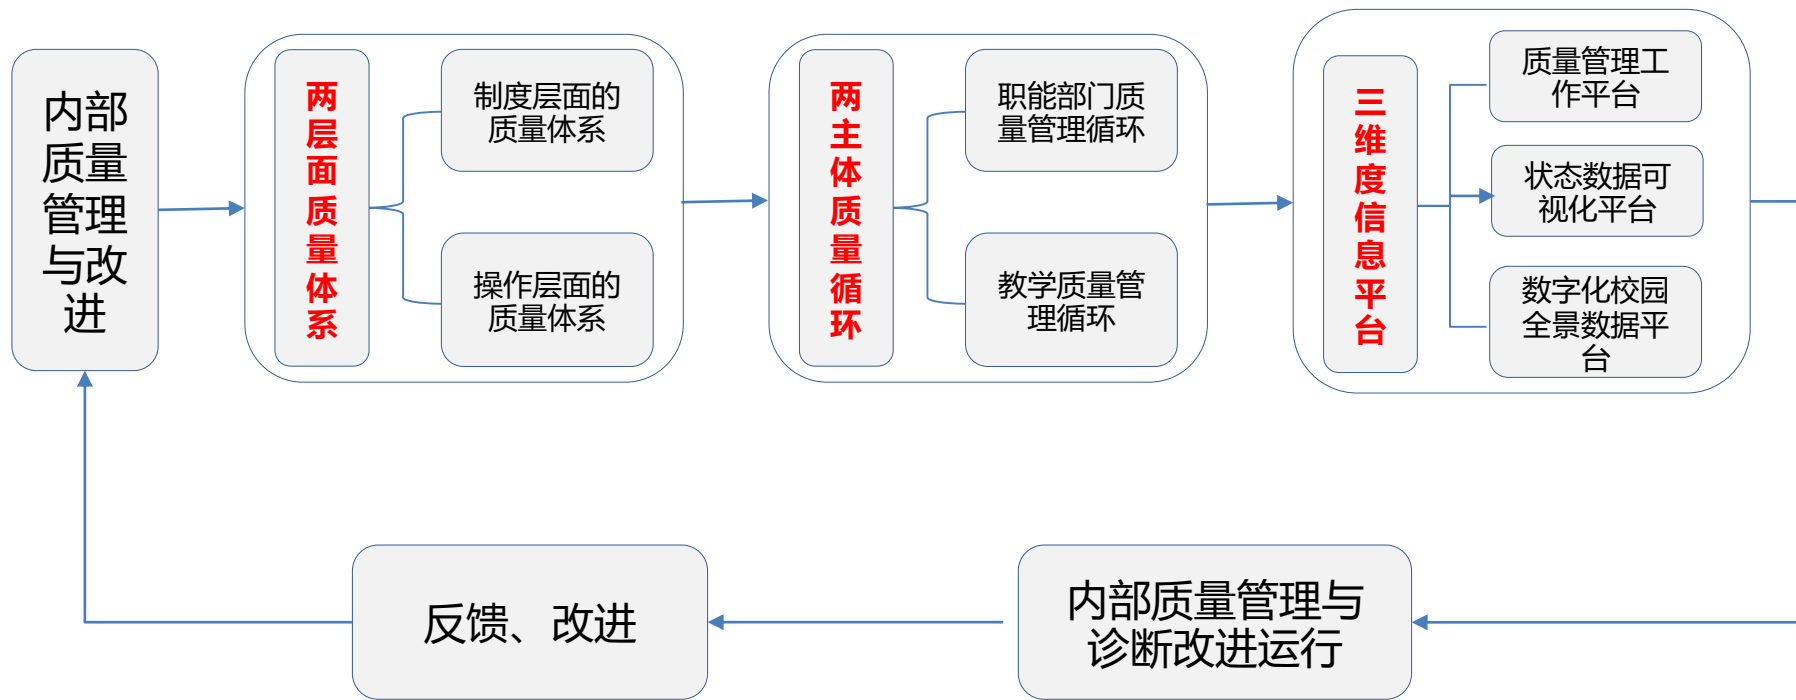 内部
质量
管理
与改
进
两
层
面
质
量
体
系
制度层面的
质量体系
操作层面的
质量体系
两
主
体
质
量
循
环
职能部门质
量管理循环
教学质量管
理循环
三
维
度
信
息
平
台
质量管理工
作平台
状态数据可
视化平台
数字化校园
全景数据平
台
反馈、改进
内部质量管理与
诊断改进运行